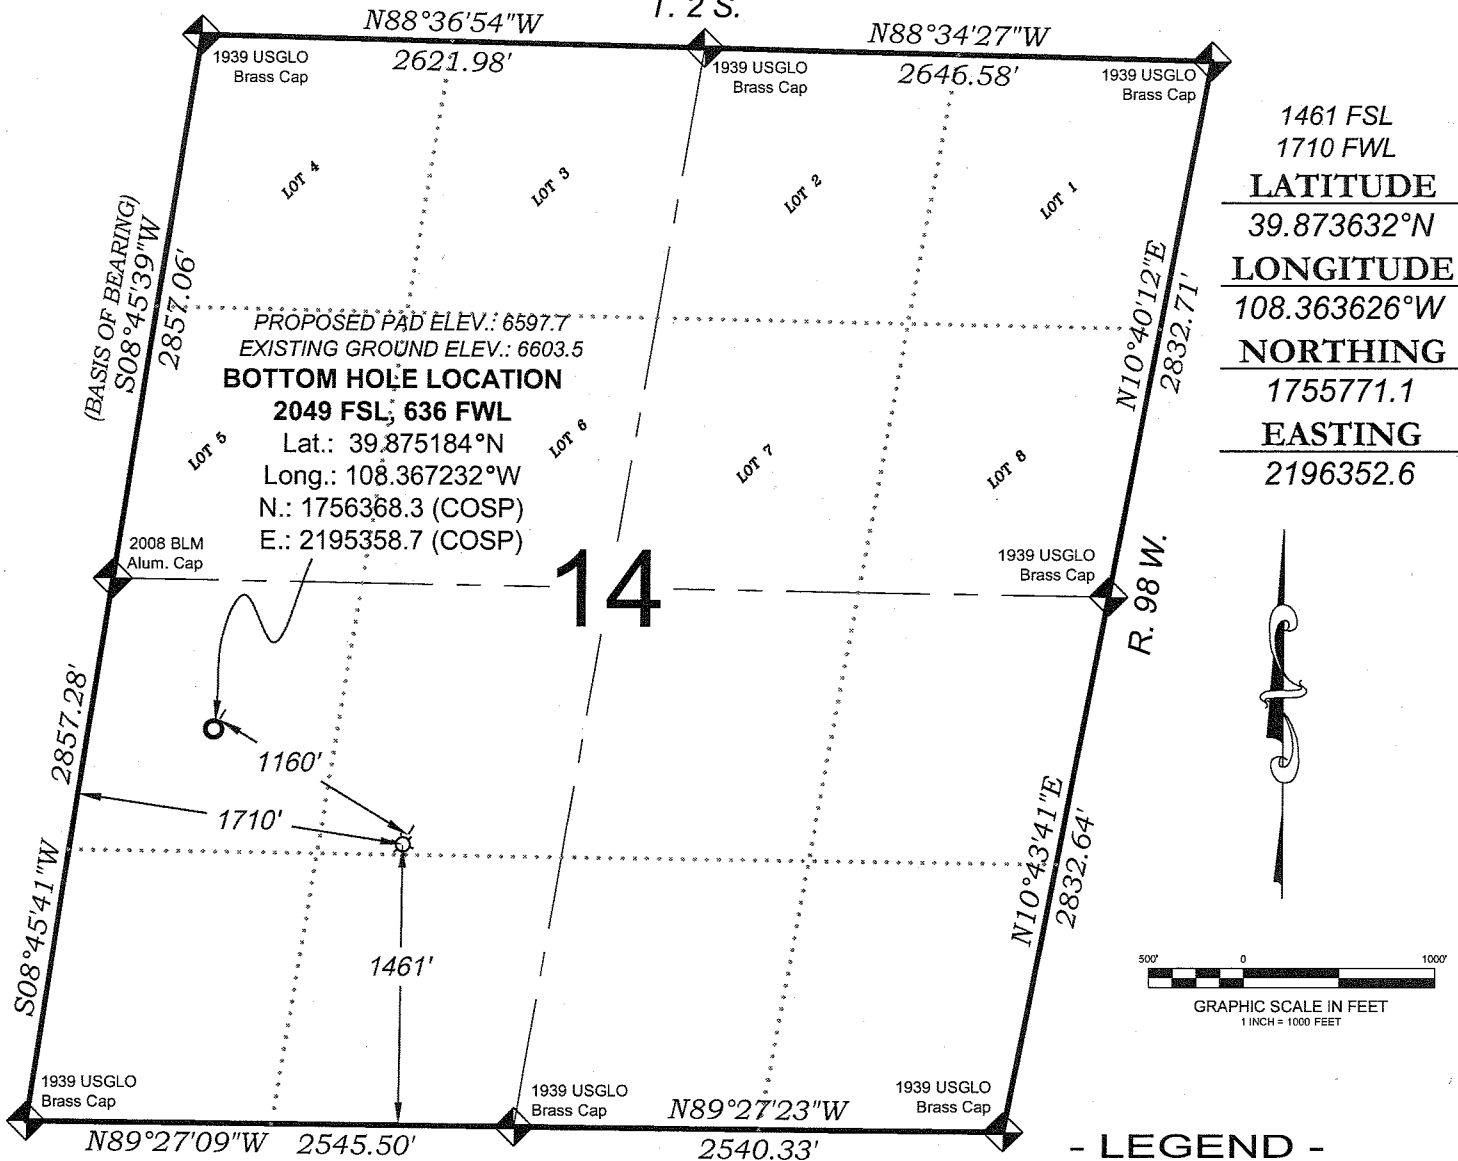 T. 2 S.
N88°36'54"W
2621.98'
N88°34'27"W
2646.58'
1939 USGLO
Brass Cap
1939 USGLO
Brass Cap
1939 USGLO
Brass Cap
LOT 4
LOT 3
LOT 2
LOT 1
1461 FSL
1710 FWL
LATITUDE
39.873632°N
LONGITUDE
108.363626°W
NORTHING
1755771.1
EASTING
2196352.6
(BASIS OF BEARING)
S08°45'39"W
2857.06'
N10°40'12"E
2832.71'
PROPOSED PAD ELEV.: 6597.7
EXISTING GROUND ELEV.: 6603.5
BOTTOM HOLE LOCATION
2049 FSL, 636 FWL
Lat.: 39.875184°N
Long.: 108.367232°W
N.: 1756368.3 (COSP)
E.: 2195358.7 (COSP)
LOT 5
LOT 6
LOT 7
LOT 8
2008 BLM
Alum. Cap
14
1939 USGLO
Brass Cap
R. 98 W.
2857.28'
S08°45'41"W
1160'
1710'
1461'
N10°43'41"E
2832.64'
500'
0
1000'
GRAPHIC SCALE IN FEET
1 INCH = 1000 FEET
1939 USGLO
Brass Cap
1939 USGLO
Brass Cap
1939 USGLO
Brass Cap
N89°27'09"W
2545.50'
N89°27'23"W
2540.33'
- LEGEND -